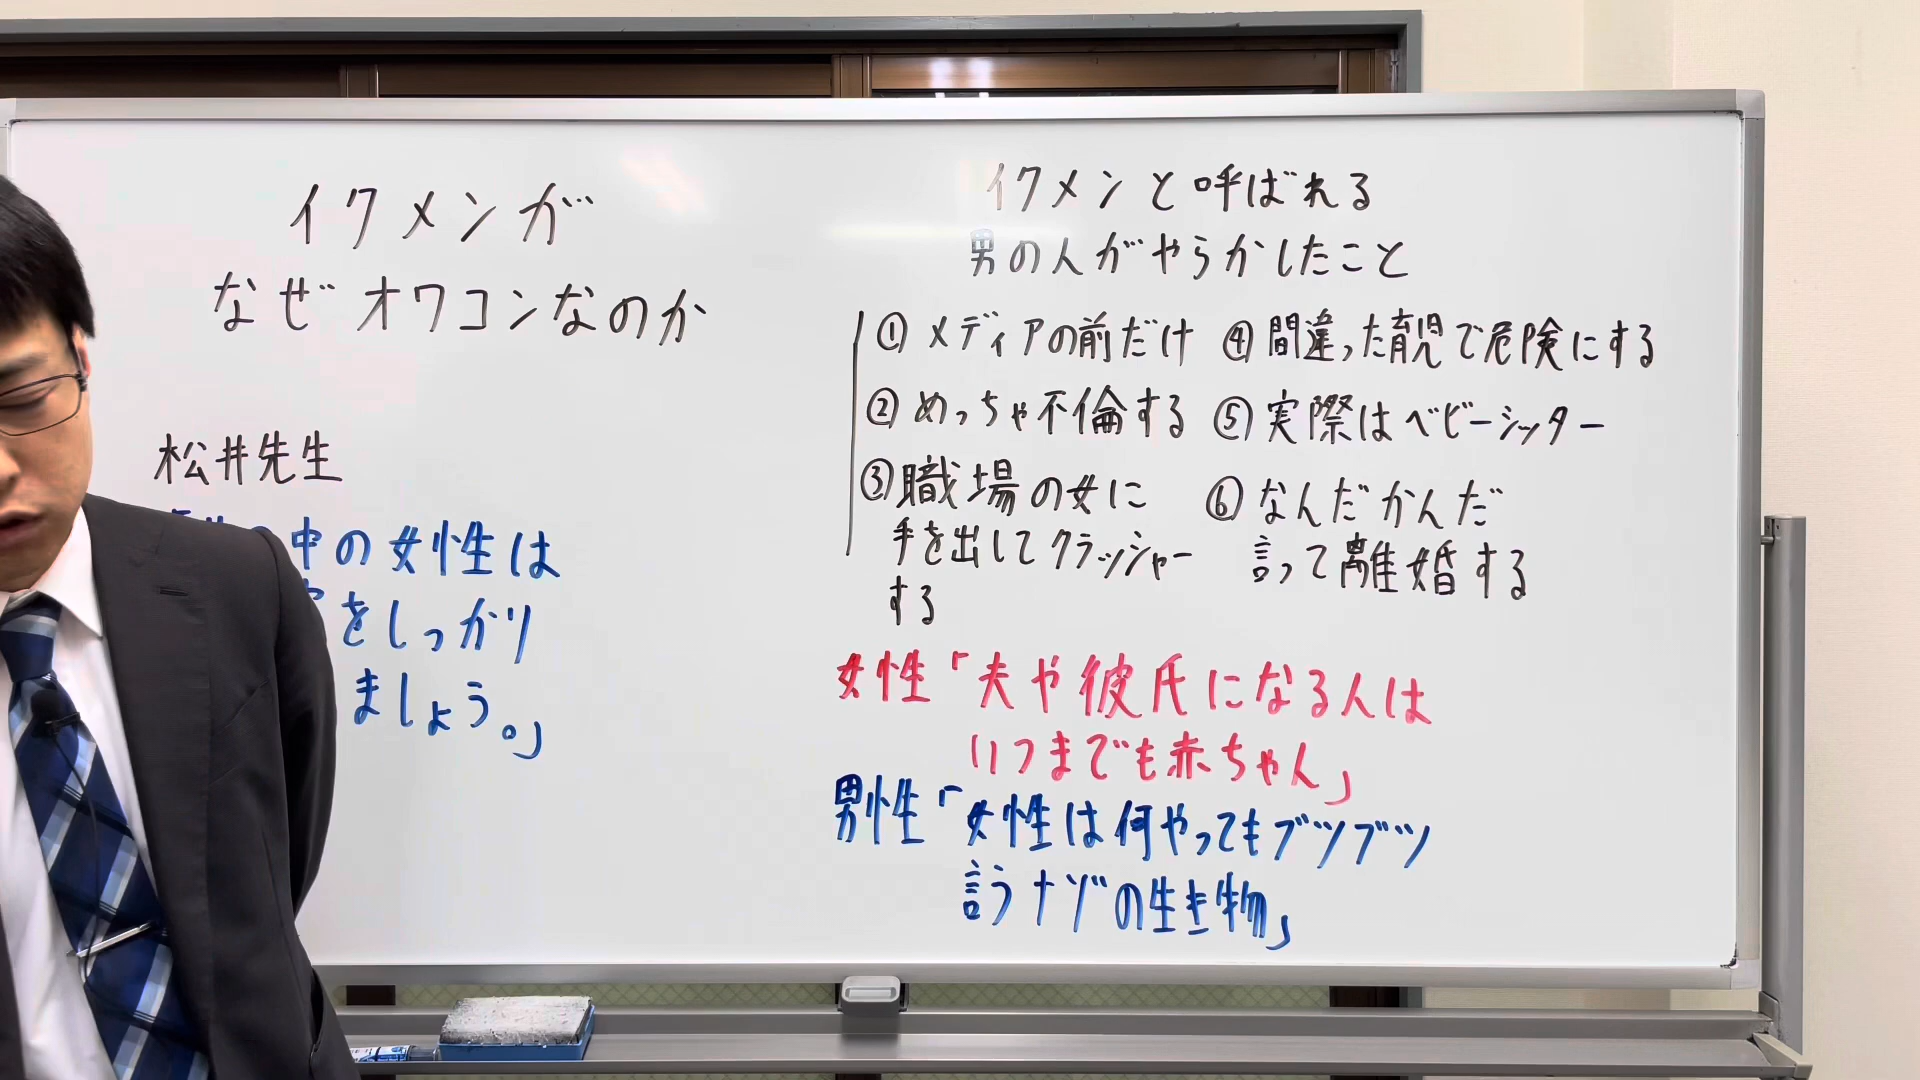 イクメンが
なぜオワコンなのか
松井先生
中の女性は
をしっかり
ましょう。」
イクメンと呼ばれる
男の人がやらかしたこと
①メディアの前だけ
②めっちゃ不倫する
③職場の女に
手を出してクラッシャー
する
④間違った育児で危険にする
⑤実際はベビーシッター
⑥なんだかんだ
言って離婚する
女性「夫や彼氏になる人は
いつまでも赤ちゃん」
男性「女性は何やってもブツブツ
言うナゾの生き物」